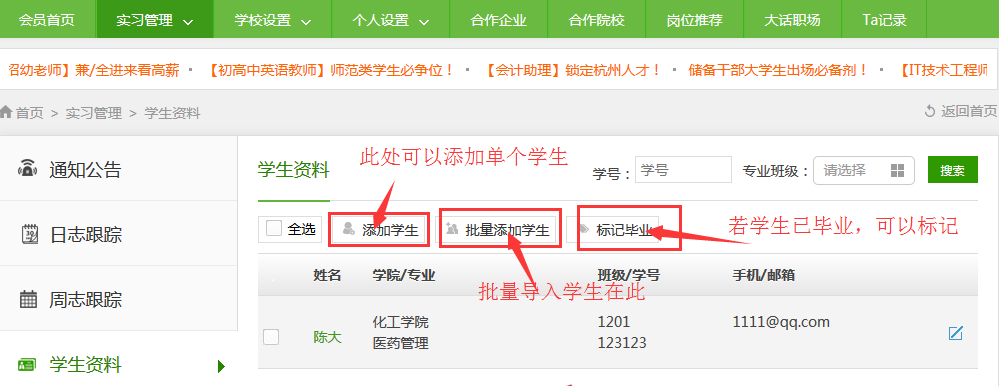 会员首页 实习管理 学校设置 个人设置 合作企业 合作院校 岗位推荐 大话职场 Ta记录
召幼老师】兼/全进来看高薪 · 【初高中英语教师】师范类学生必争位！ · 【会计助理】锁定杭州人才！ · 储备干部大学生出场必备剂！ · 【IT技术工程师
首页 > 实习管理 > 学生资料 返回首页
通知公告
日志跟踪
周志跟踪
学生资料
此处可以添加单个学生
学生资料 学号： 学号 专业班级： 请选择 搜索
全选 添加学生 批量添加学生 标记毕业 若学生已毕业，可以标记
姓名 学院/专业 班级/学号 手机/邮箱
批量导入学生在此
陈大 化工学院 1201 1111@qq.com
医药管理 123123